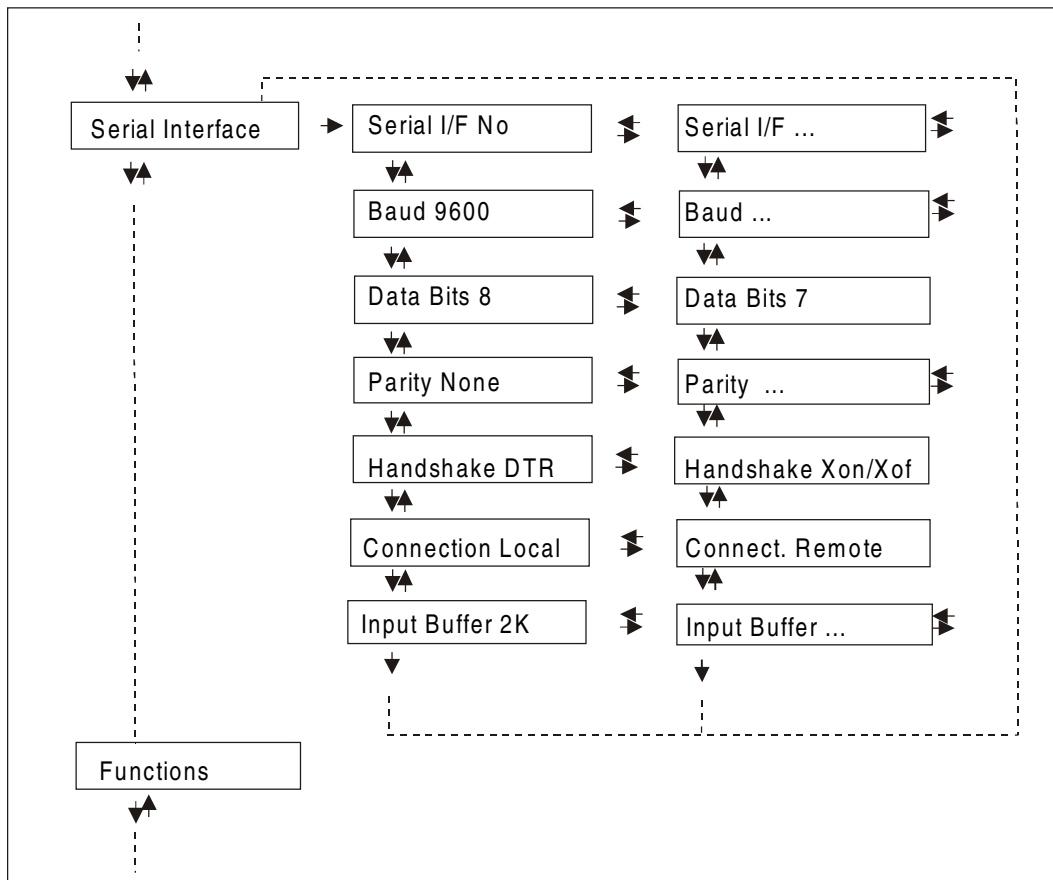 Serial Interface
Serial I/F No
Serial I/F ...
Baud 9600
Baud ...
Data Bits 8
Data Bits 7
Parity None
Parity ...
Handshake DTR
Handshake Xon/Xof
Connection Local
Connect. Remote
Input Buffer 2K
Input Buffer ...
Functions